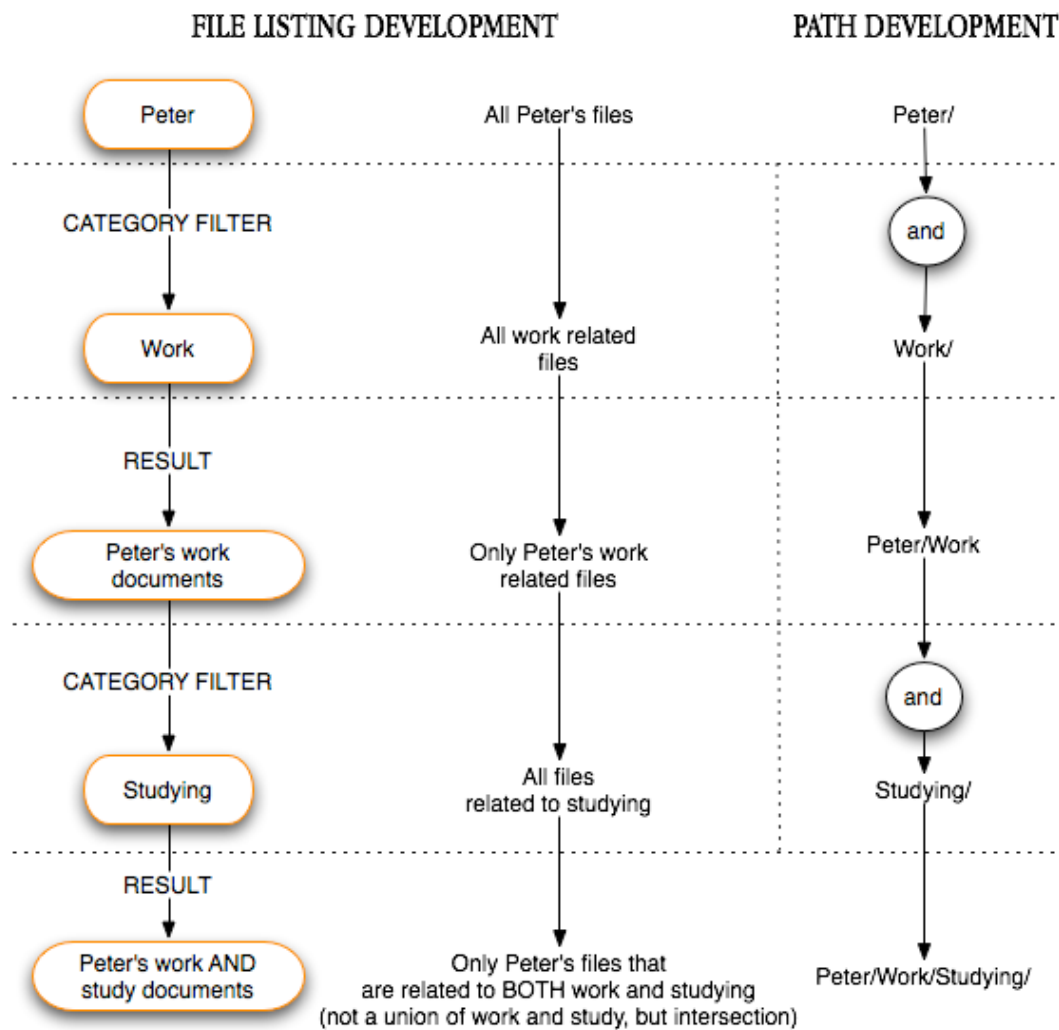 FILE LISTING DEVELOPMENT
PATH DEVELOPMENT
Peter
All Peter's files
Peter/
CATEGORY FILTER
and
Work
All work related
files
Work/
RESULT
Peter's work
documents
Only Peter's work
related files
Peter/Work
CATEGORY FILTER
and
Studying
All files
related to studying
Studying/
RESULT
Peter's work AND
study documents
Only Peter's files that
are related to BOTH work and studying
(not a union of work and study, but intersection)
Peter/Work/Studying/